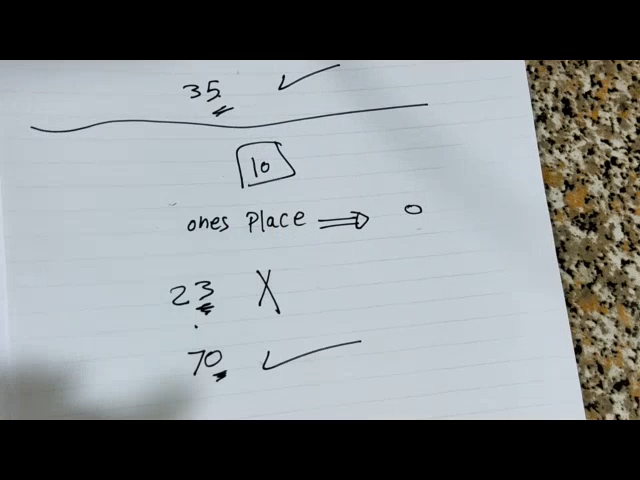 35 ✓
10
ones place ⇒ 0
23 X
70 ✓